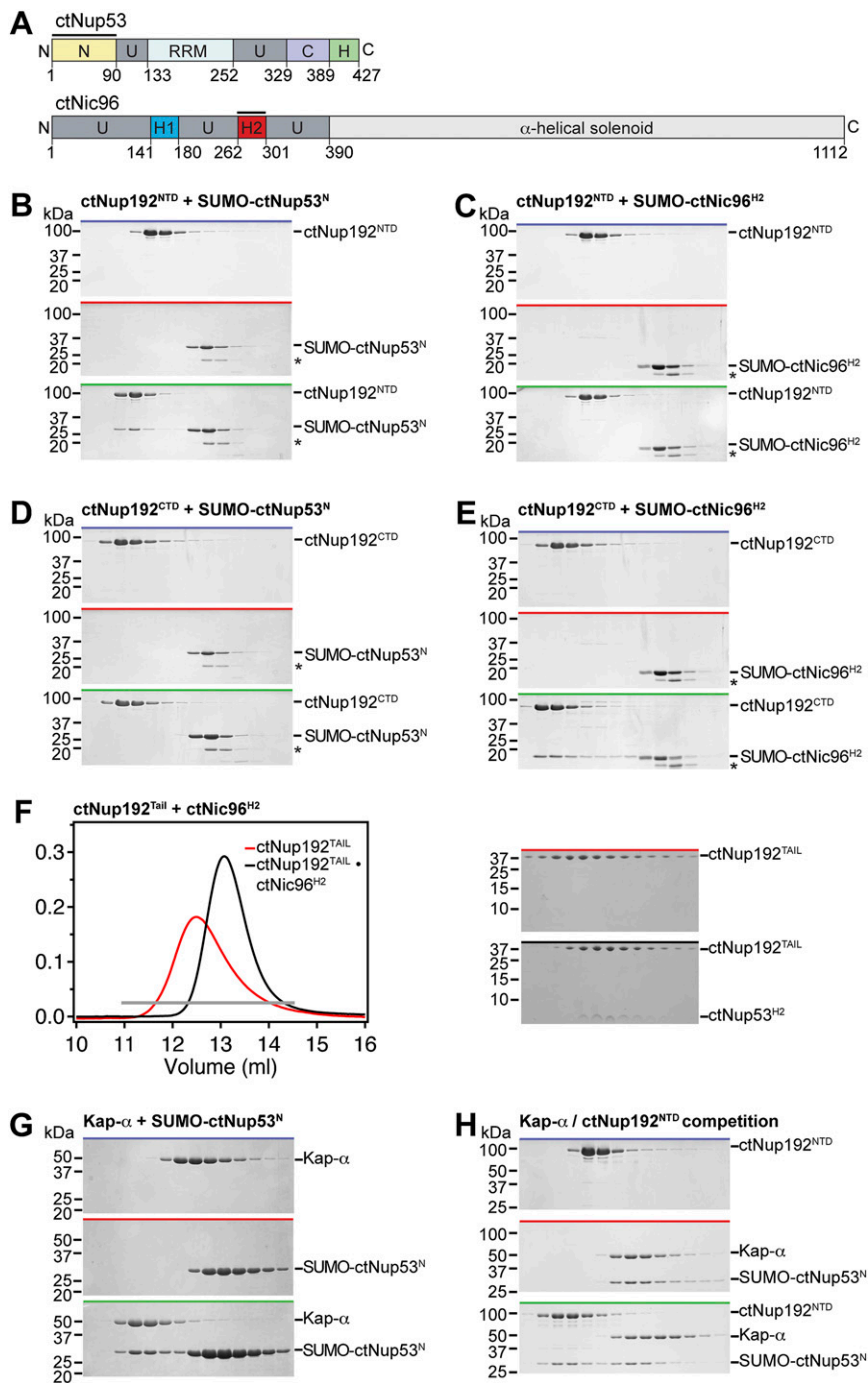 A
ctNup53
N N U RRM U C H C
1 90 133 252 329 389 427
ctNic96
N U H1 U H2 U α-helical solenoid C
1 141 180 262 301 390 1112
B ctNup192NTD + SUMO-ctNup53N
kDa
100
37
25
20
ctNup192NTD
100
37
25
20
SUMO-ctNup53N
*
100
37
25
20
ctNup192NTD
SUMO-ctNup53N
*
C ctNup192NTD + SUMO-ctNic96H2
kDa
100
37
25
20
ctNup192NTD
100
37
25
20
SUMO-ctNic96H2
*
100
37
25
20
ctNup192NTD
SUMO-ctNic96H2
*
D ctNup192CTD + SUMO-ctNup53N
kDa
100
37
25
20
ctNup192CTD
100
37
25
20
SUMO-ctNup53N
*
100
37
25
20
ctNup192CTD
SUMO-ctNup53N
*
E ctNup192CTD + SUMO-ctNic96H2
kDa
100
37
25
20
ctNup192CTD
100
37
25
20
SUMO-ctNic96H2
*
100
37
25
20
ctNup192CTD
SUMO-ctNic96H2
*
F ctNup192Tail + ctNic96H2
0.3
0.2
0.1
0.0
ctNup192TAIL
ctNup192TAIL •
ctNic96H2
10 11 12 13 14 15 16
Volume (ml)
37
25
15
10
ctNup192TAIL
37
25
15
10
ctNup192TAIL
ctNup53H2
G Kap-α + SUMO-ctNup53N
kDa
50
37
25
20
Kap-α
50
37
25
20
SUMO-ctNup53N
50
37
25
20
Kap-α
SUMO-ctNup53N
H Kap-α / ctNup192NTD competition
kDa
100
50
37
25
ctNup192NTD
100
50
37
25
Kap-α
SUMO-ctNup53N
100
50
37
25
ctNup192NTD
Kap-α
SUMO-ctNup53N